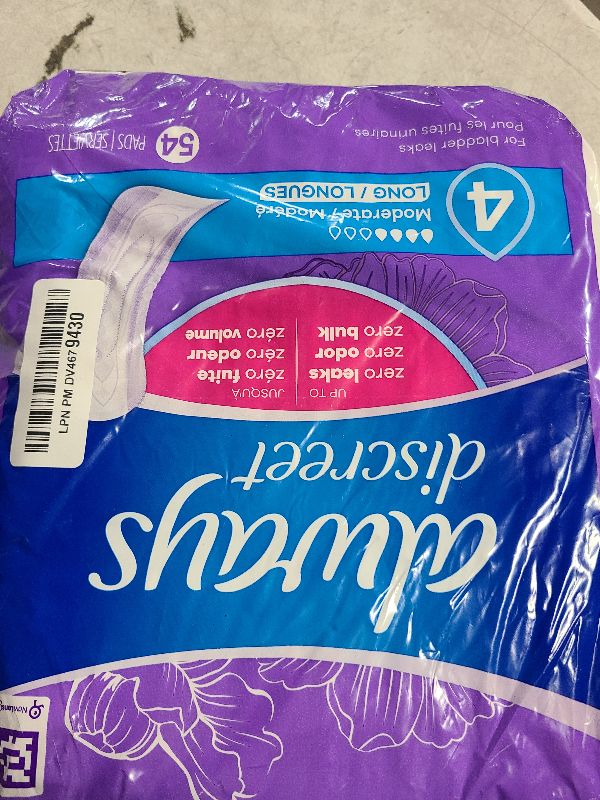 always
discreet
UP TO
zero leaks
zero odor
zero bulk
JUSQU'À
zéro fuite
zéro odeur
zéro volume
4
Moderate / Modéré
LONG / LONGUES
For bladder leaks
Pour les fuites urinaires
54
PADS | SERVIETTES
LPN PM DV4679430